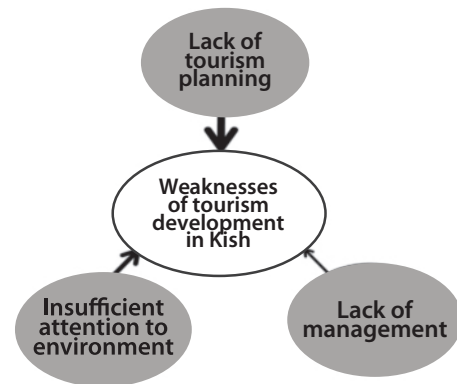 Lack of
tourism
planning
Weaknesses
of tourism
development
in Kish
Insufficient
attention to
environment
Lack of
management